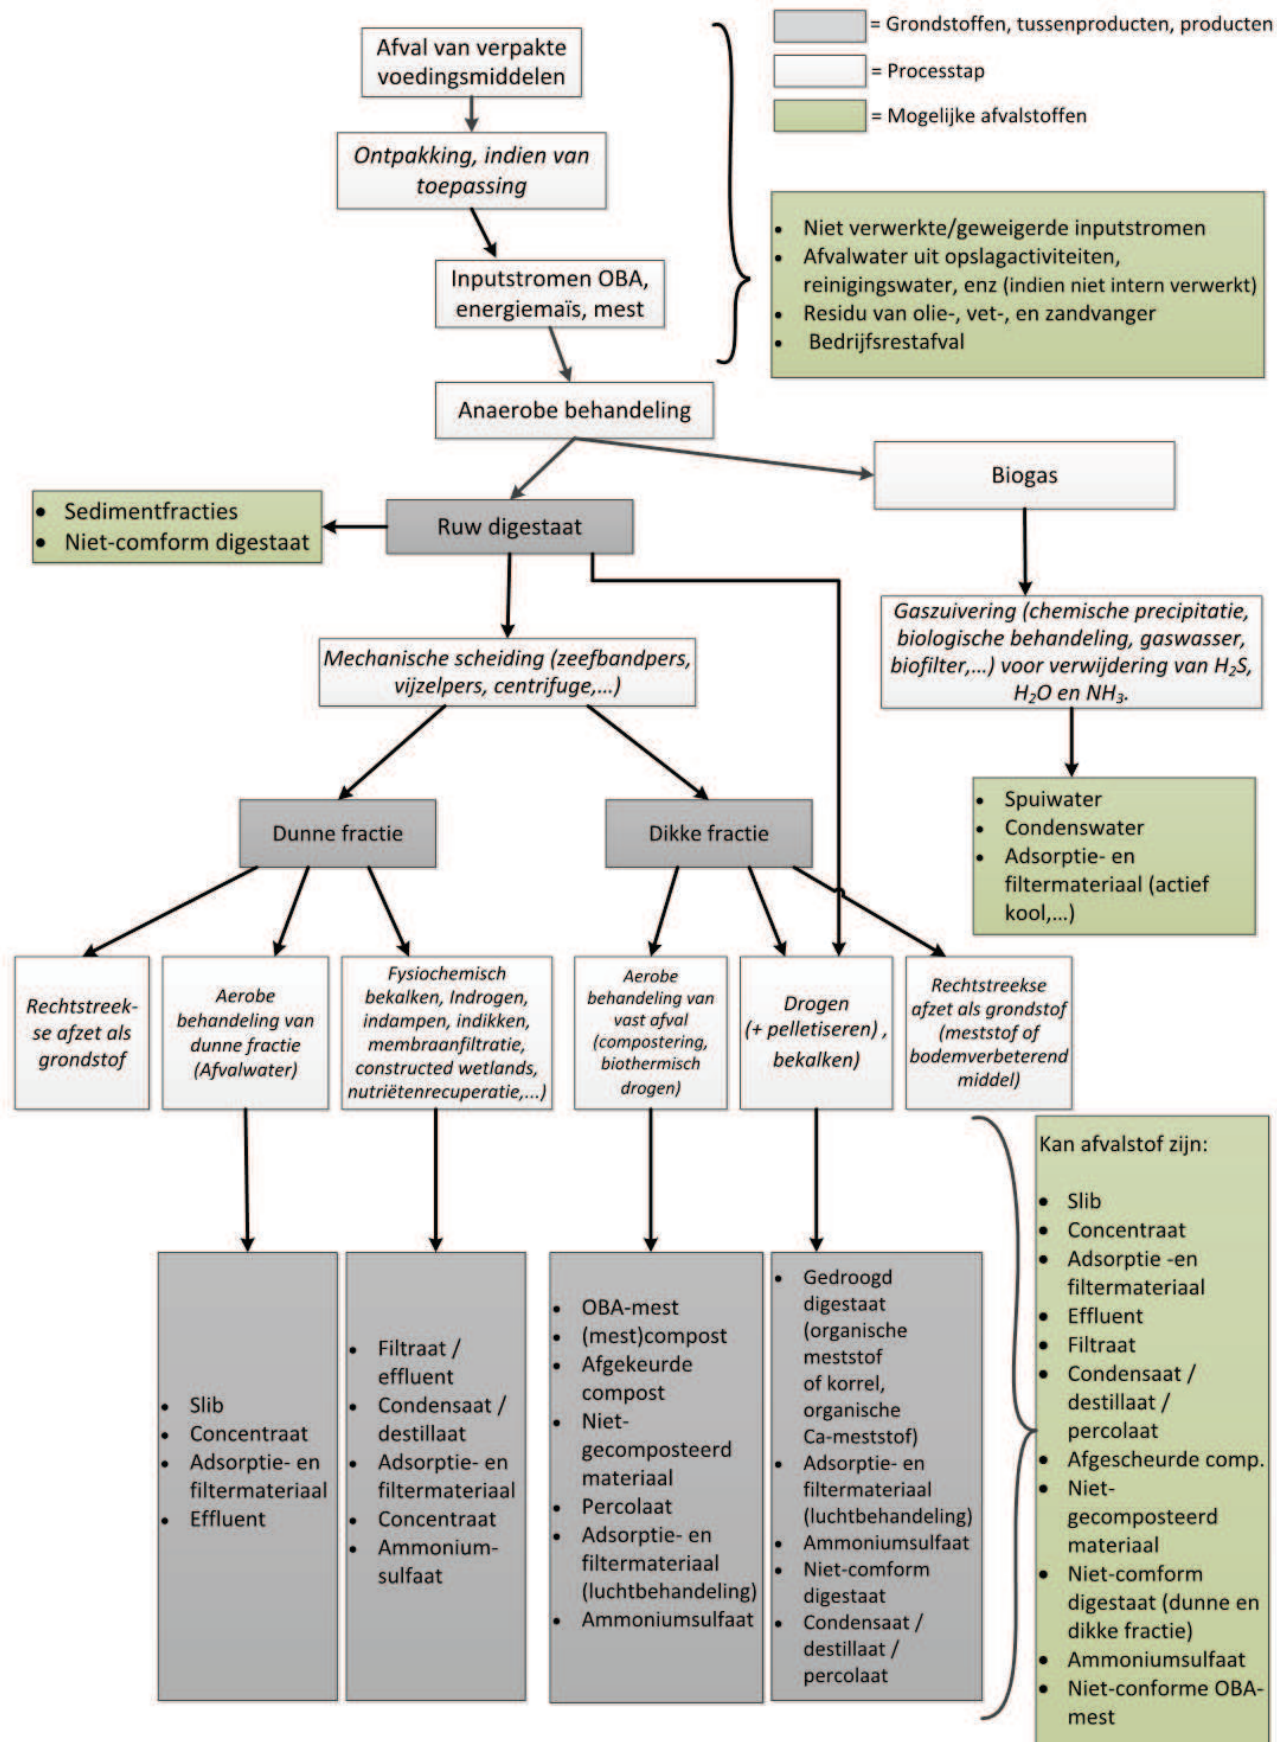 Afval van verpakte
voedingsmiddelen
= Grondstoffen, tussenproducten, producten
= Processtap
= Mogelijke afvalstoffen
Ontpakking, indien van
toepassing
Inputstromen OBA,
energiemaïs, mest
• Niet verwerkte/geweigerde inputstromen
• Afvalwater uit opslagactiviteiten,
reinigingswater, enz (indien niet intern verwerkt)
• Residu van olie-, vet-, en zandvanger
• Bedrijfsrestafval
Anaerobe behandeling
Biogas
• Sedimentfracties
• Niet-comform digestaat
Ruw digestaat
Gaszuivering (chemische precipitatie,
biologische behandeling, gaswasser,
biofilter,...) voor verwijdering van H₂S,
H₂O en NH₃.
Mechanische scheiding (zeefbandpers,
vijzelpers, centrifuge,...)
• Spuiwater
• Condenswater
• Adsorptie- en
filtermateriaal (actief
kool,...)
Dunne fractie
Dikke fractie
Rechtstreek-
se afzet als
grondstof
Aerobe
behandeling van
dunne fractie
(Afvalwater)
Fysiochemisch
bekalken, Indrogen,
indampen, indikken,
membraanfiltratie,
constructed wetlands,
nutriëtenrecuperatie,...)
Aerobe
behandeling van
vast afval
(compostering,
biothermisch
drogen)
Drogen
(+ pelletiseren) ,
bekalken)
Rechtstreekse
afzet als grondstof
(meststof of
bodemverbeterend
middel)
• Slib
• Concentraat
• Adsorptie- en
filtermateriaal
• Effluent
• Filtraat /
effluent
• Condensaat /
destillaat
• Adsorptie- en
filtermateriaal
• Concentraat
• Ammonium-
sulfaat
• OBA-mest
• (mest)compost
• Afgekeurde
compost
• Niet-
gecomposteerd
materiaal
• Percolaat
• Adsorptie- en
filtermateriaal
(luchtbehandeling)
• Ammoniumsulfaat
• Gedroogd
digestaat
(organische
meststof
of korrel,
organische
Ca-meststof)
• Adsorptie- en
filtermateriaal
(luchtbehandeling)
• Ammoniumsulfaat
• Niet-comform
digestaat
• Condensaat /
destillaat /
percolaat
Kan afvalstof zijn:
• Slib
• Concentraat
• Adsorptie -en
filtermateriaal
• Effluent
• Filtraat
• Condensaat /
destillaat /
percolaat
• Afgescheurde comp.
• Niet-
gecomposteerd
materiaal
• Niet-comform
digestaat (dunne en
dikke fractie)
• Ammoniumsulfaat
• Niet-conforme OBA-
mest